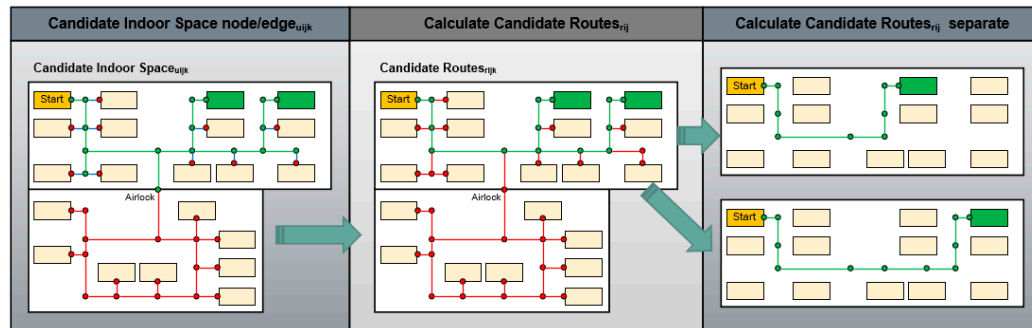 Candidate Indoor Space node/edgeuijk
Calculate Candidate Routesrij
Calculate Candidate Routesrij separate
Candidate Indoor Spaceuijk
Candidate Routesrijk
Start
Start
Start
Airlock
Airlock
Start